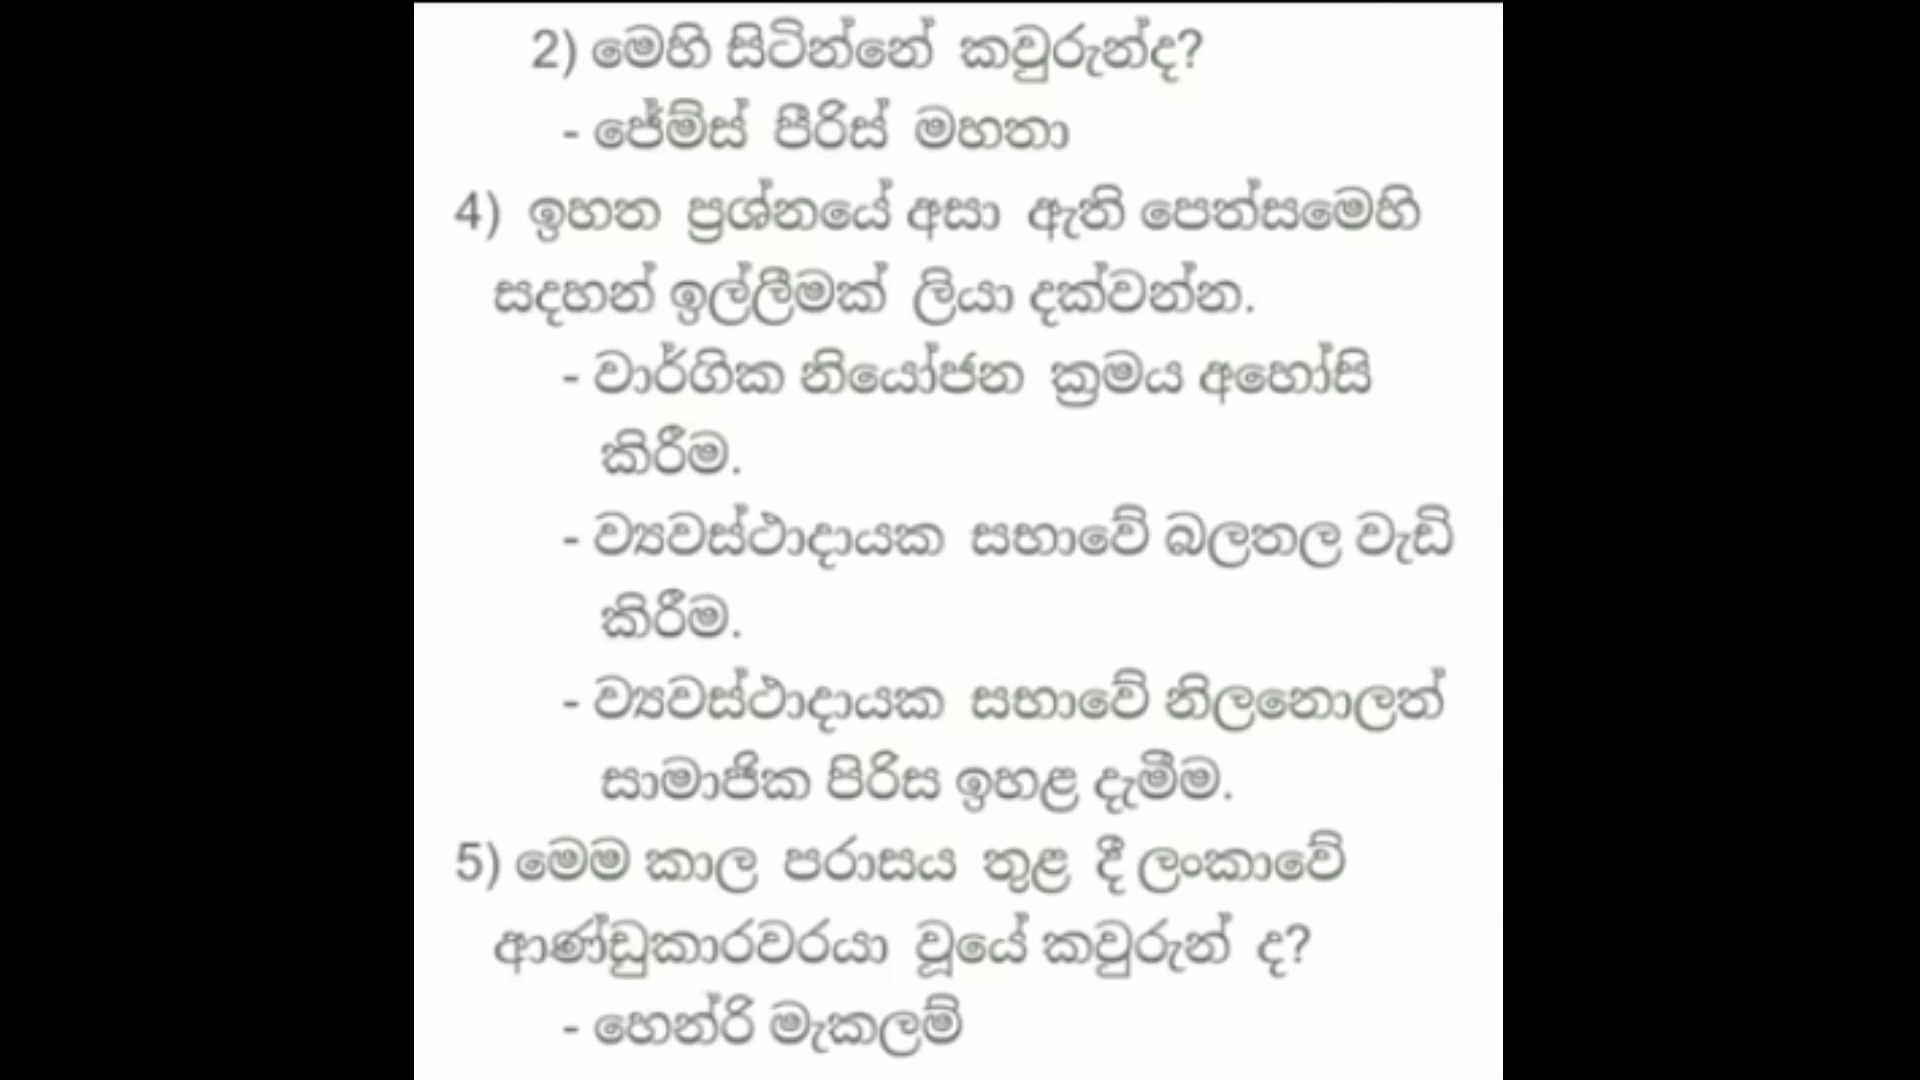 2) මෙහි සිටින්නේ කවුරුන්ද?
- ජේම්ස් පීරිස් මහතා
4) ඉහත ප්‍රශ්නයේ අසා ඇති පෙත්සමෙහි
සදහන් ඉල්ලීමක් ලියා දක්වන්න.
- වාර්ගික නියෝජන ක්‍රමය අහෝසි
කිරීම.
- ව්‍යවස්ථාදායක සභාවේ බලතල වැඩි
කිරීම.
- ව්‍යවස්ථාදායක සභාවේ නිලනොලත්
සාමාජික පිරිස ඉහළ දැමීම.
5) මෙම කාල පරාසය තුළ දී ලංකාවේ
ආණ්ඩුකාරවරයා වූයේ කවුරුන් ද?
- හෙන්රි මැකලම්